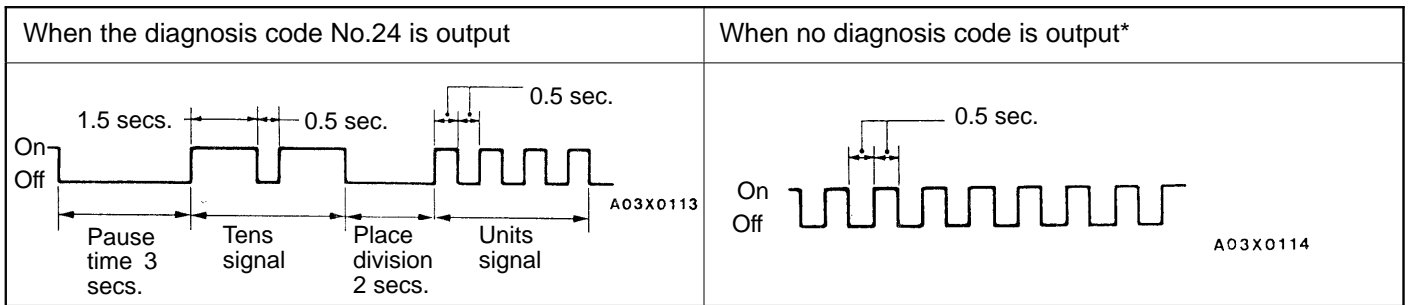 When the diagnosis code No.24 is output
When no diagnosis code is output*
0.5 sec.
1.5 secs.
0.5 sec.
On
Off
A03X0113
Pause
time 3
secs.
Tens
signal
Place
division
2 secs.
Units
signal
0.5 sec.
On
Off
A03X0114